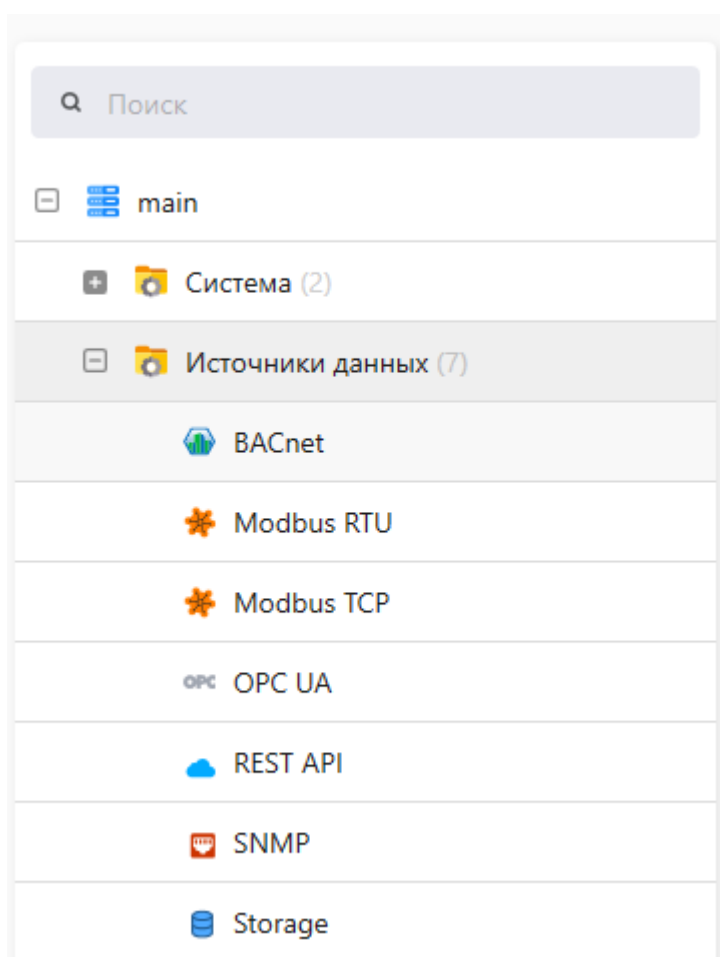 Поиск
main
Система (2)
Источники данных (7)
BACnet
Modbus RTU
Modbus TCP
OPC OPC UA
REST API
SNMP
Storage